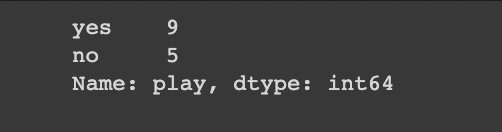 yes    9
no     5
Name: play, dtype: int64